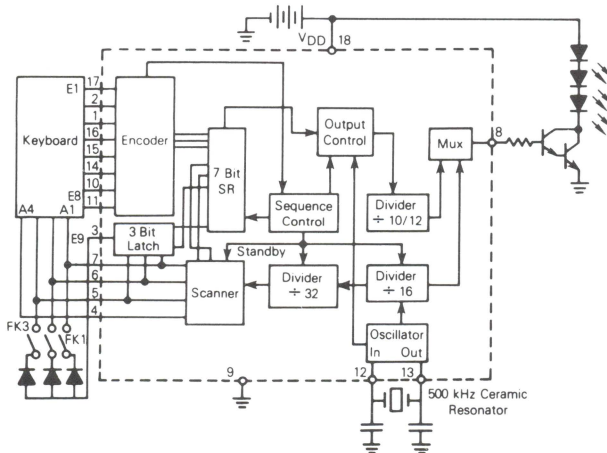 VDD
18
17
E1
2
1
16
15
14
10
E8
11
Keyboard
A4
A1
Encoder
7 Bit
SR
Output
Control
Mux
8
Sequence
Control
Divider
÷ 10/12
E9
3
3 Bit
Latch
Standby
7
6
5
4
Scanner
Divider
÷ 32
Divider
÷ 16
FK3
FK1
Oscillator
In Out
9
12
13
500 kHz Ceramic
Resonator